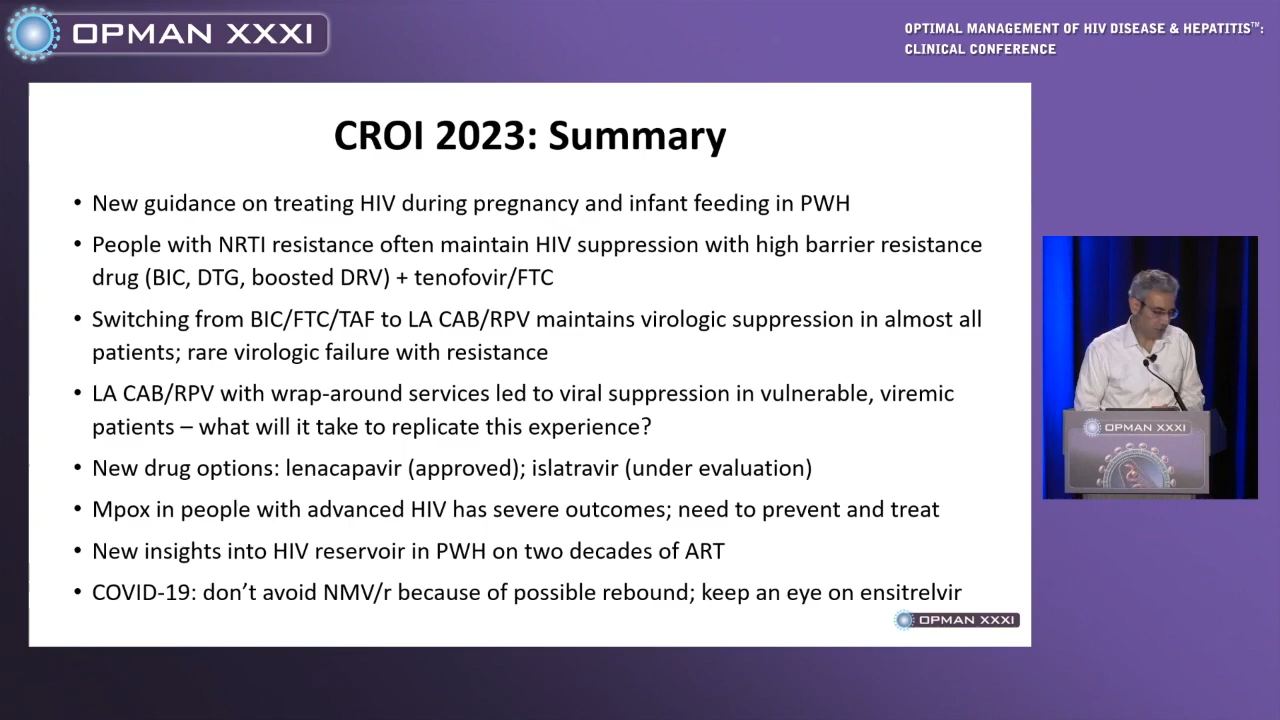 OPMAN XXXI
OPTIMAL MANAGEMENT OF HIV DISEASE & HEPATITIS™:
CLINICAL CONFERENCE
CROI 2023: Summary
• New guidance on treating HIV during pregnancy and infant feeding in PWH
• People with NRTI resistance often maintain HIV suppression with high barrier resistance
drug (BIC, DTG, boosted DRV) + tenofovir/FTC
• Switching from BIC/FTC/TAF to LA CAB/RPV maintains virologic suppression in almost all
patients; rare virologic failure with resistance
• LA CAB/RPV with wrap-around services led to viral suppression in vulnerable, viremic
patients – what will it take to replicate this experience?
• New drug options: lenacapavir (approved); islatravir (under evaluation)
• Mpox in people with advanced HIV has severe outcomes; need to prevent and treat
• New insights into HIV reservoir in PWH on two decades of ART
• COVID-19: don’t avoid NMV/r because of possible rebound; keep an eye on ensitrelvir
OPMAN XXXI
OPMAN XXXI